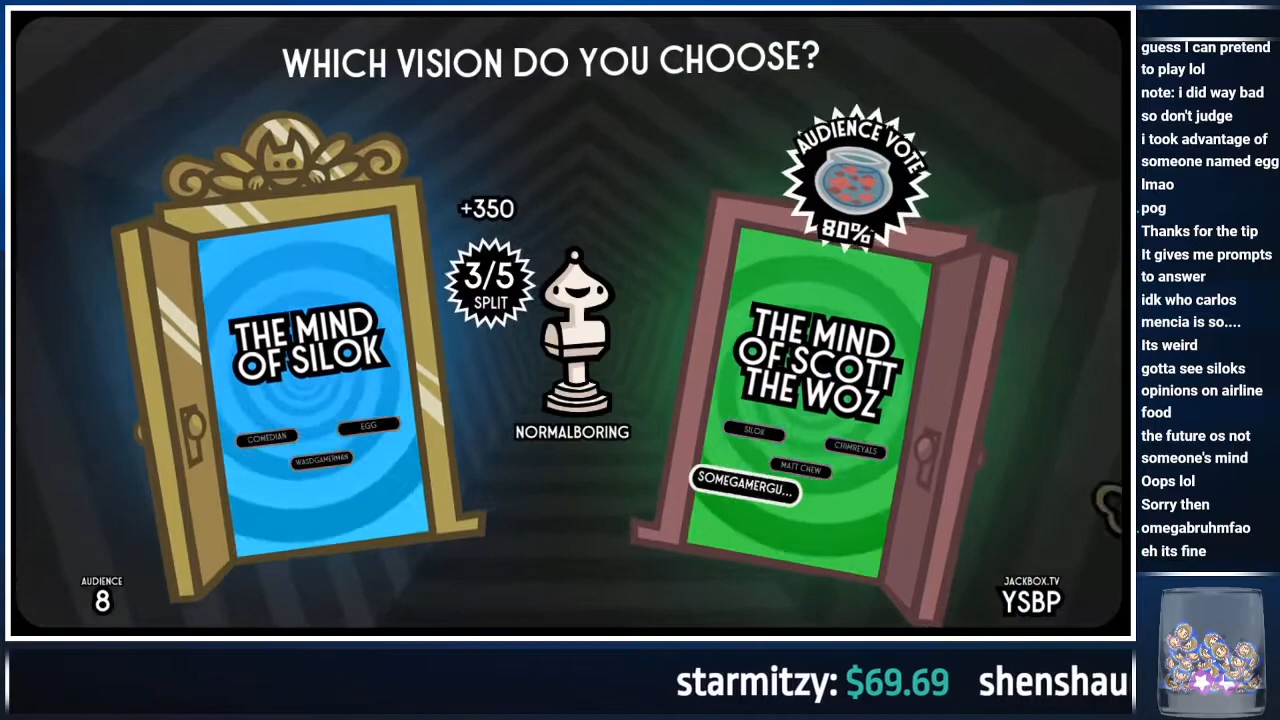 WHICH VISION DO YOU CHOOSE?
AUDIENCE VOTE
80%
+350
3/5
SPLIT
NORMALBORING
THE MIND
OF SILOK
COMEDIAN
EGG
WASDGAMERMAN
THE MIND
OF SCOTT
THE WOZ
SILOK
CHIMREYALS
MATT CHEW
SOMEGAMERGU...
AUDIENCE
8
JACKBOX.TV
YSBP
guess I can pretend
to play lol
note: i did way bad
so don't judge
i took advantage of
someone named egg
lmao
pog
Thanks for the tip
It gives me prompts
to answer
idk who carlos
mencia is so....
Its weird
gotta see siloks
opinions on airline
food
the future os not
someone's mind
Oops lol
Sorry then
omegabruhmfao
eh its fine
starmitzy: $69.69 shenshau